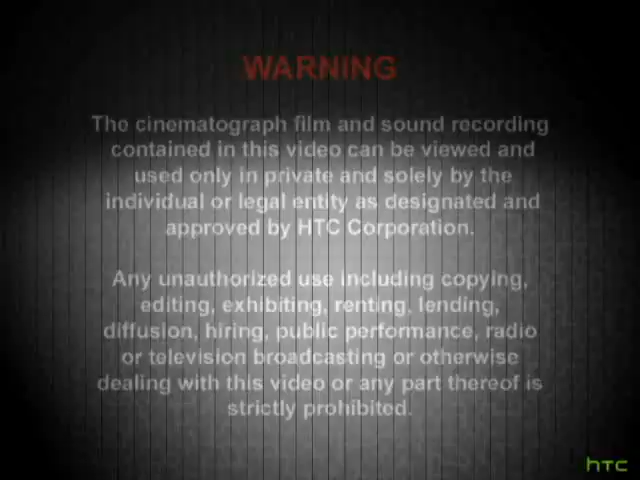 WARNING
The cinematograph film and sound recording
contained in this video can be viewed and
used only in private and solely by the
individual or legal entity as designated and
approved by HTC Corporation.
Any unauthorized use including copying,
editing, exhibiting, renting, lending,
diffusion, hiring, public performance, radio
or television broadcasting or otherwise
dealing with this video or any part thereof is
strictly prohibited.
hTC